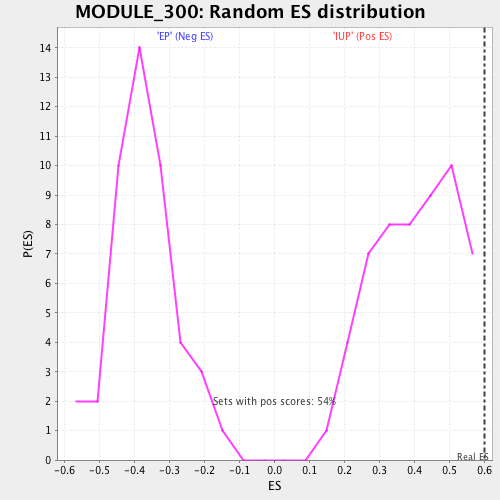 MODULE_300: Random ES distribution
'EP' (Neg ES) 'IUP' (Pos ES)
14
13
12
11
10
9
8
7
6
5
4
3
2
1
0
P(ES)
Sets with pos scores: 54%
Real ES
-0.6 -0.5 -0.4 -0.3 -0.2 -0.1 0.0 0.1 0.2 0.3 0.4 0.5 0.6
ES